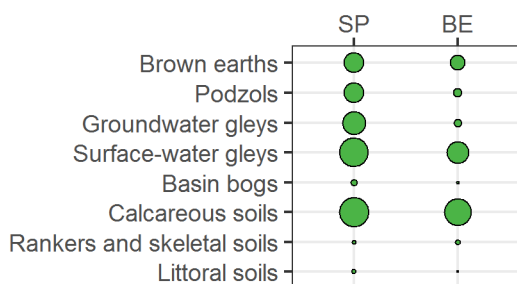 SP BE
Brown earths
Podzols
Groundwater gleys
Surface-water gleys
Basin bogs
Calcareous soils
Rankers and skeletal soils
Littoral soils